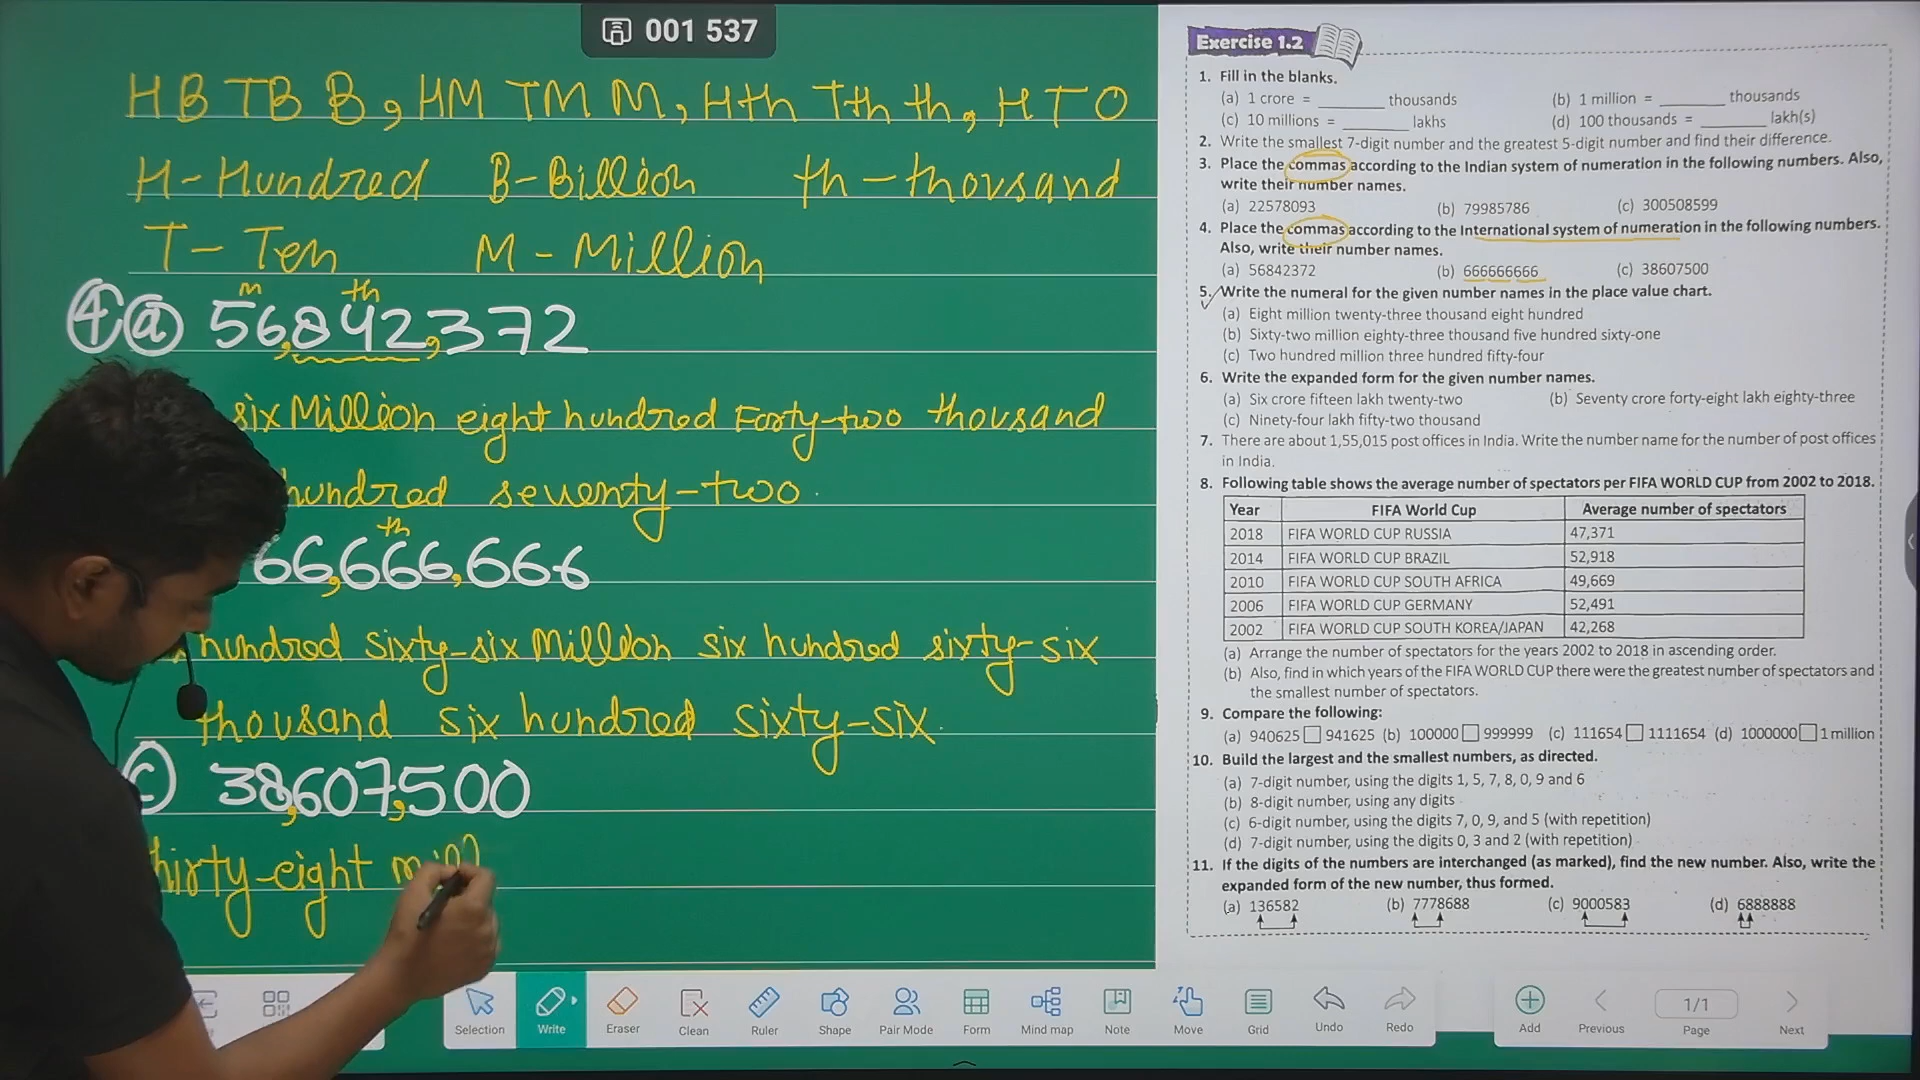 001 537
HB TB B, HM TM M, Hth Tth th, H T O
H-Hundred B-Billion th-thousand
T-Ten M-Million
m th
④ⓐ 56,842,372
six Million eight hundred Forty-two thousand
hundred seventy-two.
th
66,666,666
hundred sixty-six Million six hundred sixty-six
thousand six hundred sixty-six.
ⓒ 38,607,500
hirty-eight mill
Exercise 1.2
1. Fill in the blanks.
(a) 1 crore = ________ thousands (b) 1 million = ________ thousands
(c) 10 millions = ________ lakhs (d) 100 thousands = ________ lakh(s)
2. Write the smallest 7-digit number and the greatest 5-digit number and find their difference.
3. Place the commas according to the Indian system of numeration in the following numbers. Also,
write their number names.
(a) 22578093 (b) 79985786 (c) 300508599
4. Place the commas according to the International system of numeration in the following numbers.
Also, write their number names.
(a) 56842372 (b) 666666666 (c) 38607500
5. Write the numeral for the given number names in the place value chart.
(a) Eight million twenty-three thousand eight hundred
(b) Sixty-two million eighty-three thousand five hundred sixty-one
(c) Two hundred million three hundred fifty-four
6. Write the expanded form for the given number names.
(a) Six crore fifteen lakh twenty-two (b) Seventy crore forty-eight lakh eighty-three
(c) Ninety-four lakh fifty-two thousand
7. There are about 1,55,015 post offices in India. Write the number name for the number of post offices
in India.
8. Following table shows the average number of spectators per FIFA WORLD CUP from 2002 to 2018.
Year FIFA World Cup Average number of spectators
2018 FIFA WORLD CUP RUSSIA 47,371
2014 FIFA WORLD CUP BRAZIL 52,918
2010 FIFA WORLD CUP SOUTH AFRICA 49,669
2006 FIFA WORLD CUP GERMANY 52,491
2002 FIFA WORLD CUP SOUTH KOREA/JAPAN 42,268
(a) Arrange the number of spectators for the years 2002 to 2018 in ascending order.
(b) Also, find in which years of the FIFA WORLD CUP there were the greatest number of spectators and
the smallest number of spectators.
9. Compare the following:
(a) 940625 □ 941625 (b) 100000 □ 999999 (c) 111654 □ 1111654 (d) 1000000 □ 1 million
10. Build the largest and the smallest numbers, as directed.
(a) 7-digit number, using the digits 1, 5, 7, 8, 0, 9 and 6
(b) 8-digit number, using any digits
(c) 6-digit number, using the digits 7, 0, 9, and 5 (with repetition)
(d) 7-digit number, using the digits 0, 3 and 2 (with repetition)
11. If the digits of the numbers are interchanged (as marked), find the new number. Also, write the
expanded form of the new number, thus formed.
(a) 136582 (b) 7778688 (c) 9000583 (d) 6888888
Selection Write Eraser Clean Ruler Shape Pair Mode Form Mind map Note Move Grid Undo Redo Add Previous 1/1 Page Next